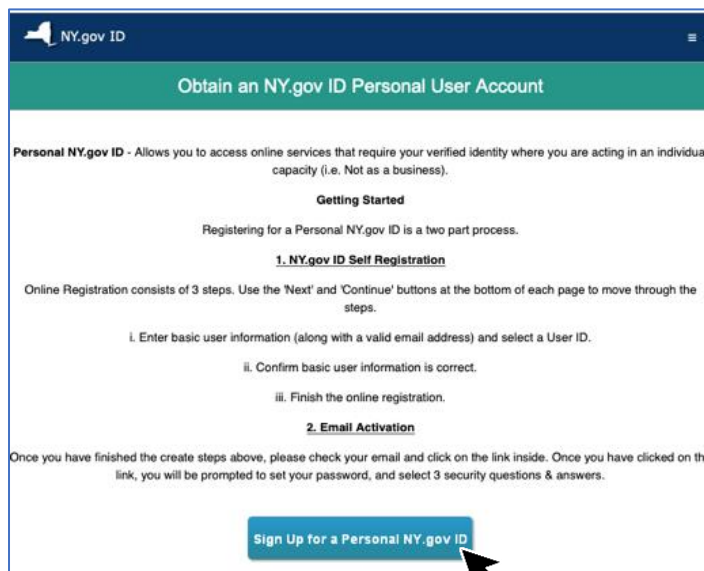 NY.gov ID
Obtain an NY.gov ID Personal User Account
Personal NY.gov ID - Allows you to access online services that require your verified identity where you are acting in an individua
capacity (i.e. Not as a business).
Getting Started
Registering for a Personal NY.gov ID is a two part process.
1. NY.gov ID Self Registration
Online Registration consists of 3 steps. Use the 'Next' and 'Continue' buttons at the bottom of each page to move through the
steps.
i. Enter basic user information (along with a valid email address) and select a User ID.
ii. Confirm basic user information is correct.
iii. Finish the online registration.
2. Email Activation
Once you have finished the create steps above, please check your email and click on the link inside. Once you have clicked on th
link, you will be prompted to set your password, and select 3 security questions & answers.
Sign Up for a Personal NY.gov ID